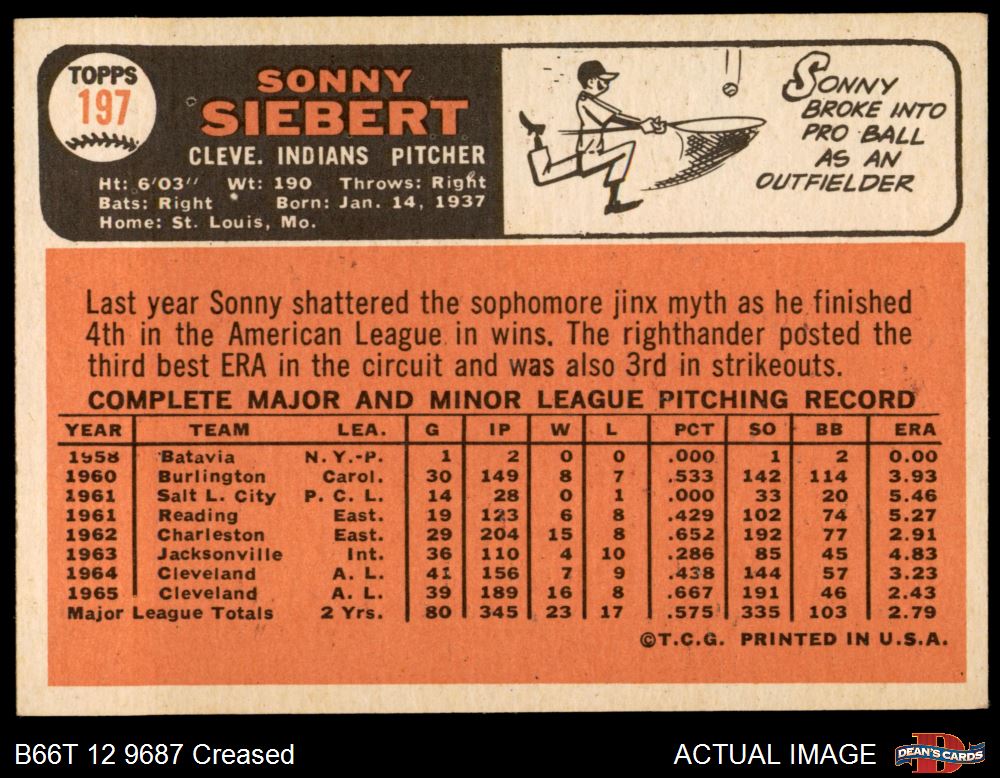 TOPPS
197
SONNY
SIEBERT
CLEVE. INDIANS PITCHER
Ht: 6'03" Wt: 190 Throws: Right
Bats: Right Born: Jan. 14, 1937
Home: St. Louis, Mo.
SONNY
BROKE INTO
PRO BALL
AS AN
OUTFIELDER
Last year Sonny shattered the sophomore jinx myth as he finished
4th in the American League in wins. The righthander posted the
third best ERA in the circuit and was also 3rd in strikeouts.
COMPLETE MAJOR AND MINOR LEAGUE PITCHING RECORD
YEAR TEAM LEA. G IP W L PCT SO BB ERA
1958 Batavia N.Y.-P. 1 2 0 0 .000 1 2 0.00
1960 Burlington Carol. 30 149 8 7 .533 142 114 3.93
1961 Salt L. City P. C. L. 14 28 0 1 .000 33 20 5.46
1961 Reading East. 19 123 6 8 .429 102 74 5.27
1962 Charleston East. 29 204 15 8 .652 192 77 2.91
1963 Jacksonville Int. 36 110 4 10 .286 85 45 4.83
1964 Cleveland A. L. 41 156 7 9 .438 144 57 3.23
1965 Cleveland A. L. 39 189 16 8 .667 191 46 2.43
Major League Totals 2 Yrs. 80 345 23 17 .575 335 103 2.79
©T.C.G. PRINTED IN U.S.A.
B66T 12 9687 Creased
ACTUAL IMAGE
DEAN'S CARDS